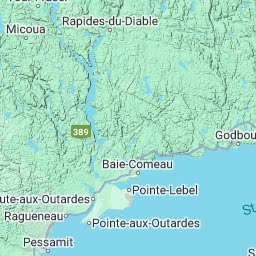 Rapides-du-Diable
Micoua
389
Godbou
Baie-Comeau
Pointe-Lebel
ute-aux-Outardes
Ragueneau
Pointe-aux-Outardes
St
Pessamit